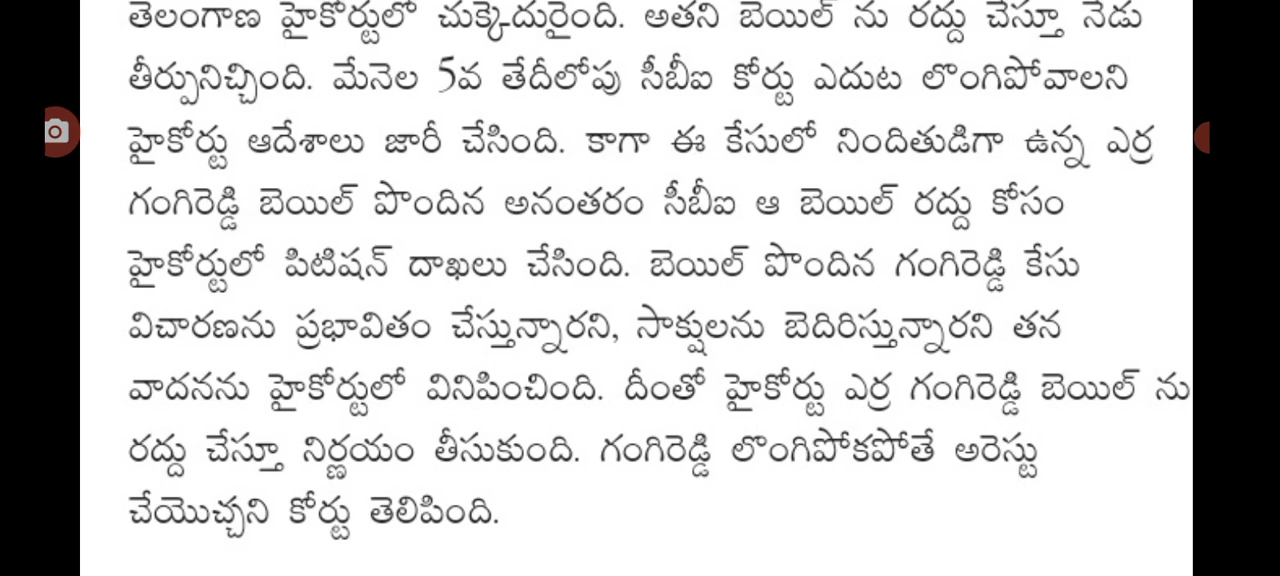 తెలంగాణ హైకోర్టులో చుక్కెదురైంది. అతని బెయిల్ ను రద్దు చేస్తూ నేడు
తీర్పునిచ్చింది. మేనెల 5వ తేదీలోపు సీబీఐ కోర్టు ఎదుట లొంగిపోవాలని
హైకోర్టు ఆదేశాలు జారీ చేసింది. కాగా ఈ కేసులో నిందితుడిగా ఉన్న ఎర్ర
గంగిరెడ్డి బెయిల్ పొందిన అనంతరం సీబీఐ ఆ బెయిల్ రద్దు కోసం
హైకోర్టులో పిటిషన్ దాఖలు చేసింది. బెయిల్ పొందిన గంగిరెడ్డి కేసు
విచారణను ప్రభావితం చేస్తున్నారని, సాక్షులను బెదిరిస్తున్నారని తన
వాదనను హైకోర్టులో వినిపించింది. దీంతో హైకోర్టు ఎర్ర గంగిరెడ్డి బెయిల్ ను
రద్దు చేస్తూ నిర్ణయం తీసుకుంది. గంగిరెడ్డి లొంగిపోకపోతే అరెస్టు
చేయొచ్చని కోర్టు తెలిపింది.